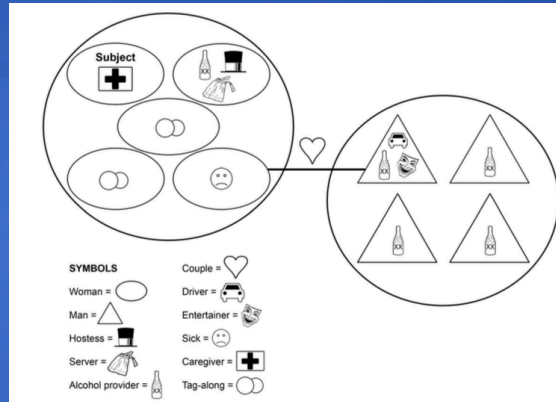 Subject
XX
XX
XX
XX
XX
SYMBOLS
Couple =
Woman =
Driver =
Man =
Entertainer =
Hostess =
Sick =
Server =
Caregiver =
Alcohol provider =
XX
Tag-along =